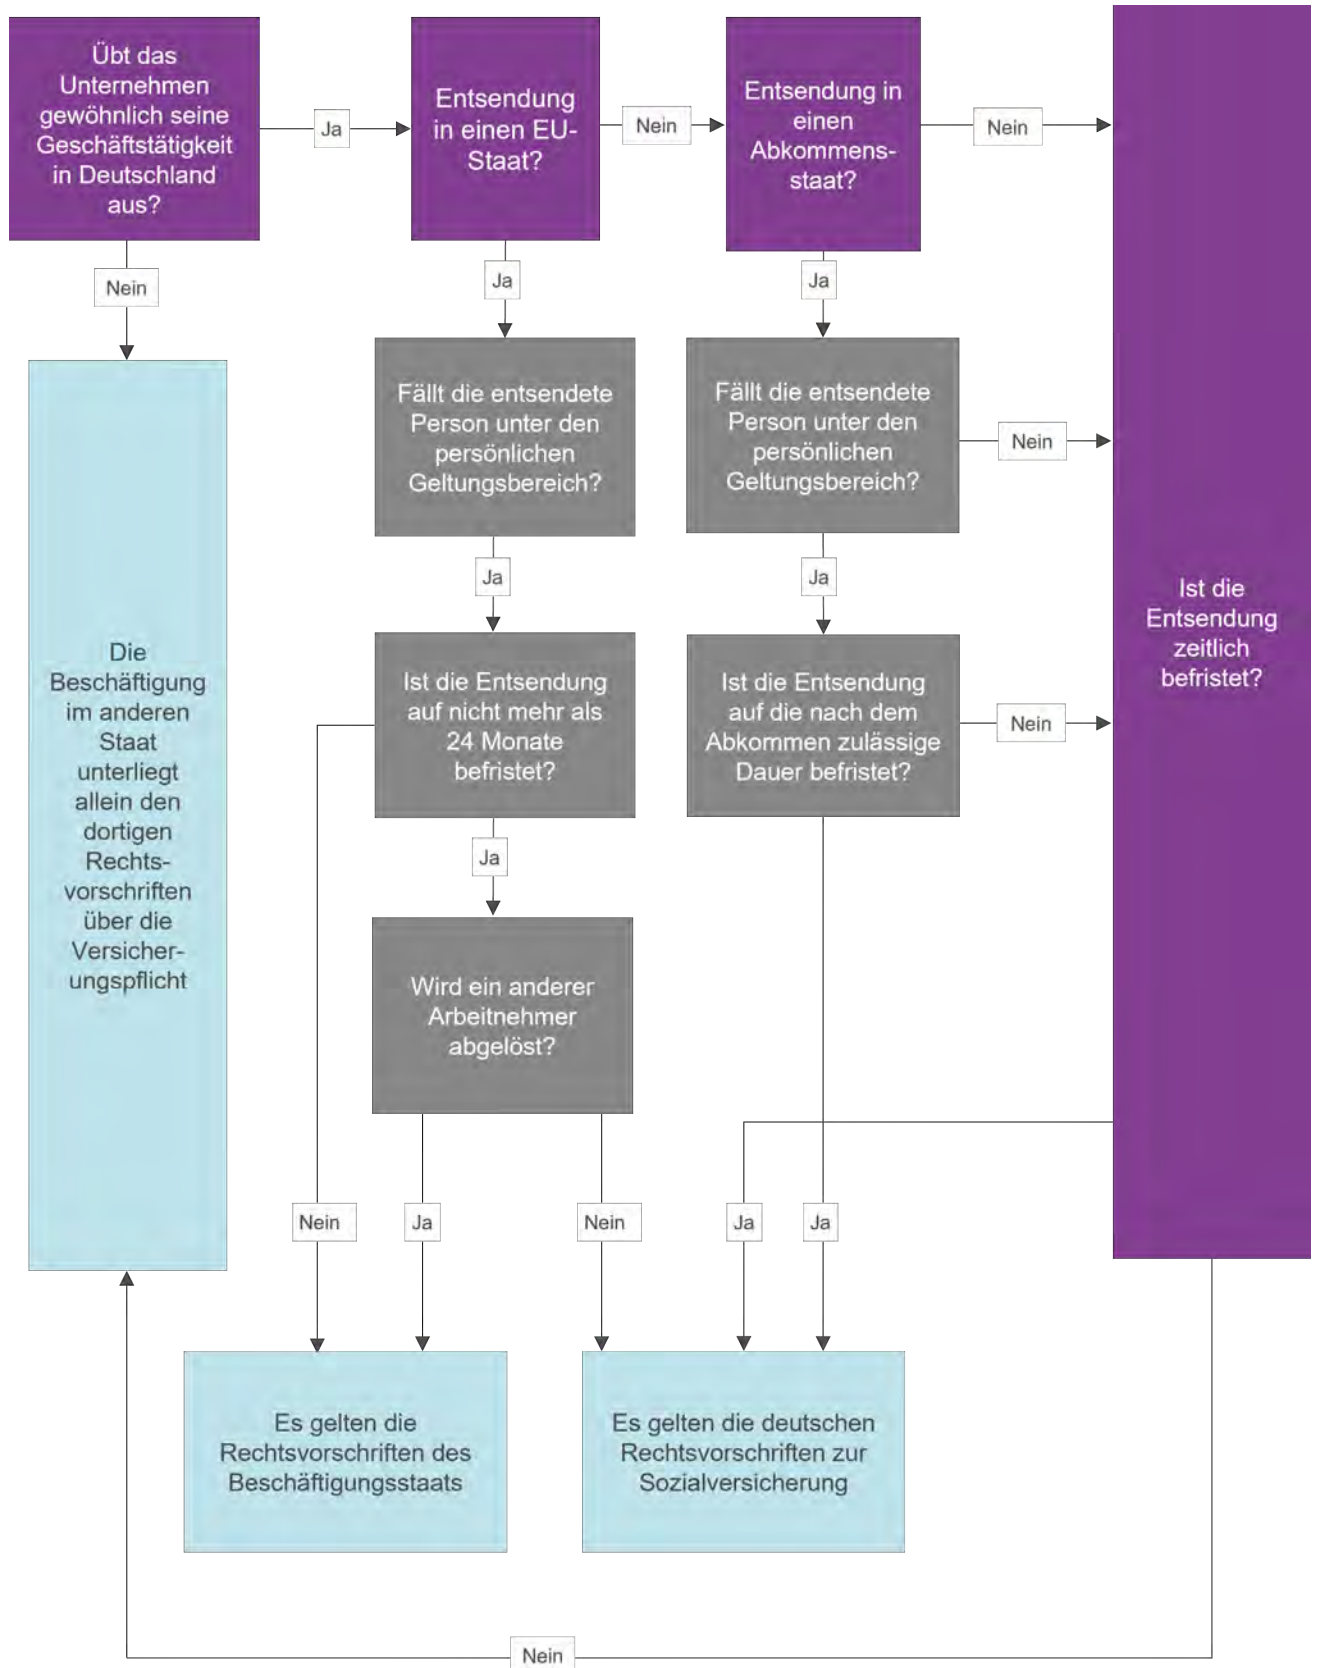 Übt das
Unternehmen
gewöhnlich seine
Geschäftstätigkeit
in Deutschland
aus?
Ja
Entsendung
in einen EU-
Staat?
Nein
Entsendung in
einen
Abkommens-
staat?
Nein
Nein
Ja
Ja
Fällt die entsendete
Person unter den
persönlichen
Geltungsbereich?
Fällt die entsendete
Person unter den
persönlichen
Geltungsbereich?
Nein
Ja
Ja
Ist die
Entsendung
zeitlich
befristet?
Die
Beschäftigung
im anderen
Staat
unterliegt
allein den
dortigen
Rechts-
vorschriften
über die
Versicher-
ungspflicht
Ist die Entsendung
auf nicht mehr als
24 Monate
befristet?
Ist die Entsendung
auf die nach dem
Abkommen zulässige
Dauer befristet?
Nein
Ja
Wird ein anderer
Arbeitnehmer
abgelöst?
Nein
Ja
Nein
Ja
Ja
Es gelten die
Rechtsvorschriften des
Beschäftigungsstaats
Es gelten die deutschen
Rechtsvorschriften zur
Sozialversicherung
Nein